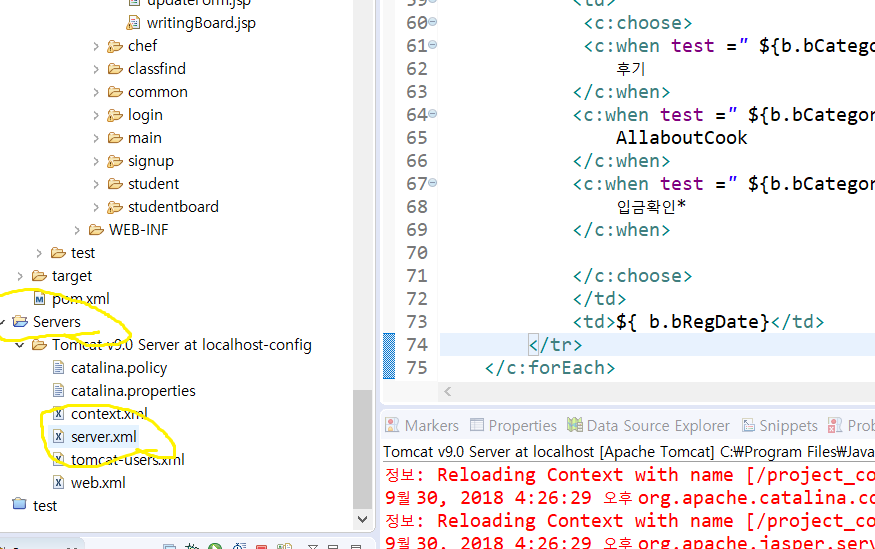 updateForm.jsp
writingBoard.jsp
chef
classfind
common
login
main
signup
student
studentboard
WEB-INF
test
target
pom.xml
Servers
Tomcat v9.0 Server at localhost-config
catalina.policy
catalina.properties
context.xml
server.xml
tomcat-users.xml
web.xml
test
59 <td>
60 <c:choose>
61 <c:when test =" ${b.bCatego
62 후기
63 </c:when>
64 <c:when test =" ${b.bCategor
65 AllaboutCook
66 </c:when>
67 <c:when test =" ${b.bCategor
68 입금확인*
69 </c:when>
70
71 </c:choose>
72 </td>
73 <td>${ b.bRegDate}</td>
74 </tr>
75 </c:forEach>
Markers Properties Data Source Explorer Snippets Prob
Tomcat v9.0 Server at localhost [Apache Tomcat] C:₩Program Files₩Java
정보: Reloading Context with name [/project_co
9월 30, 2018 4:26:29 오후 org.apache.catalina.co
정보: Reloading Context with name [/project_co
9월 30, 2018 4:26:29 오후 org.apache.jasper.serv